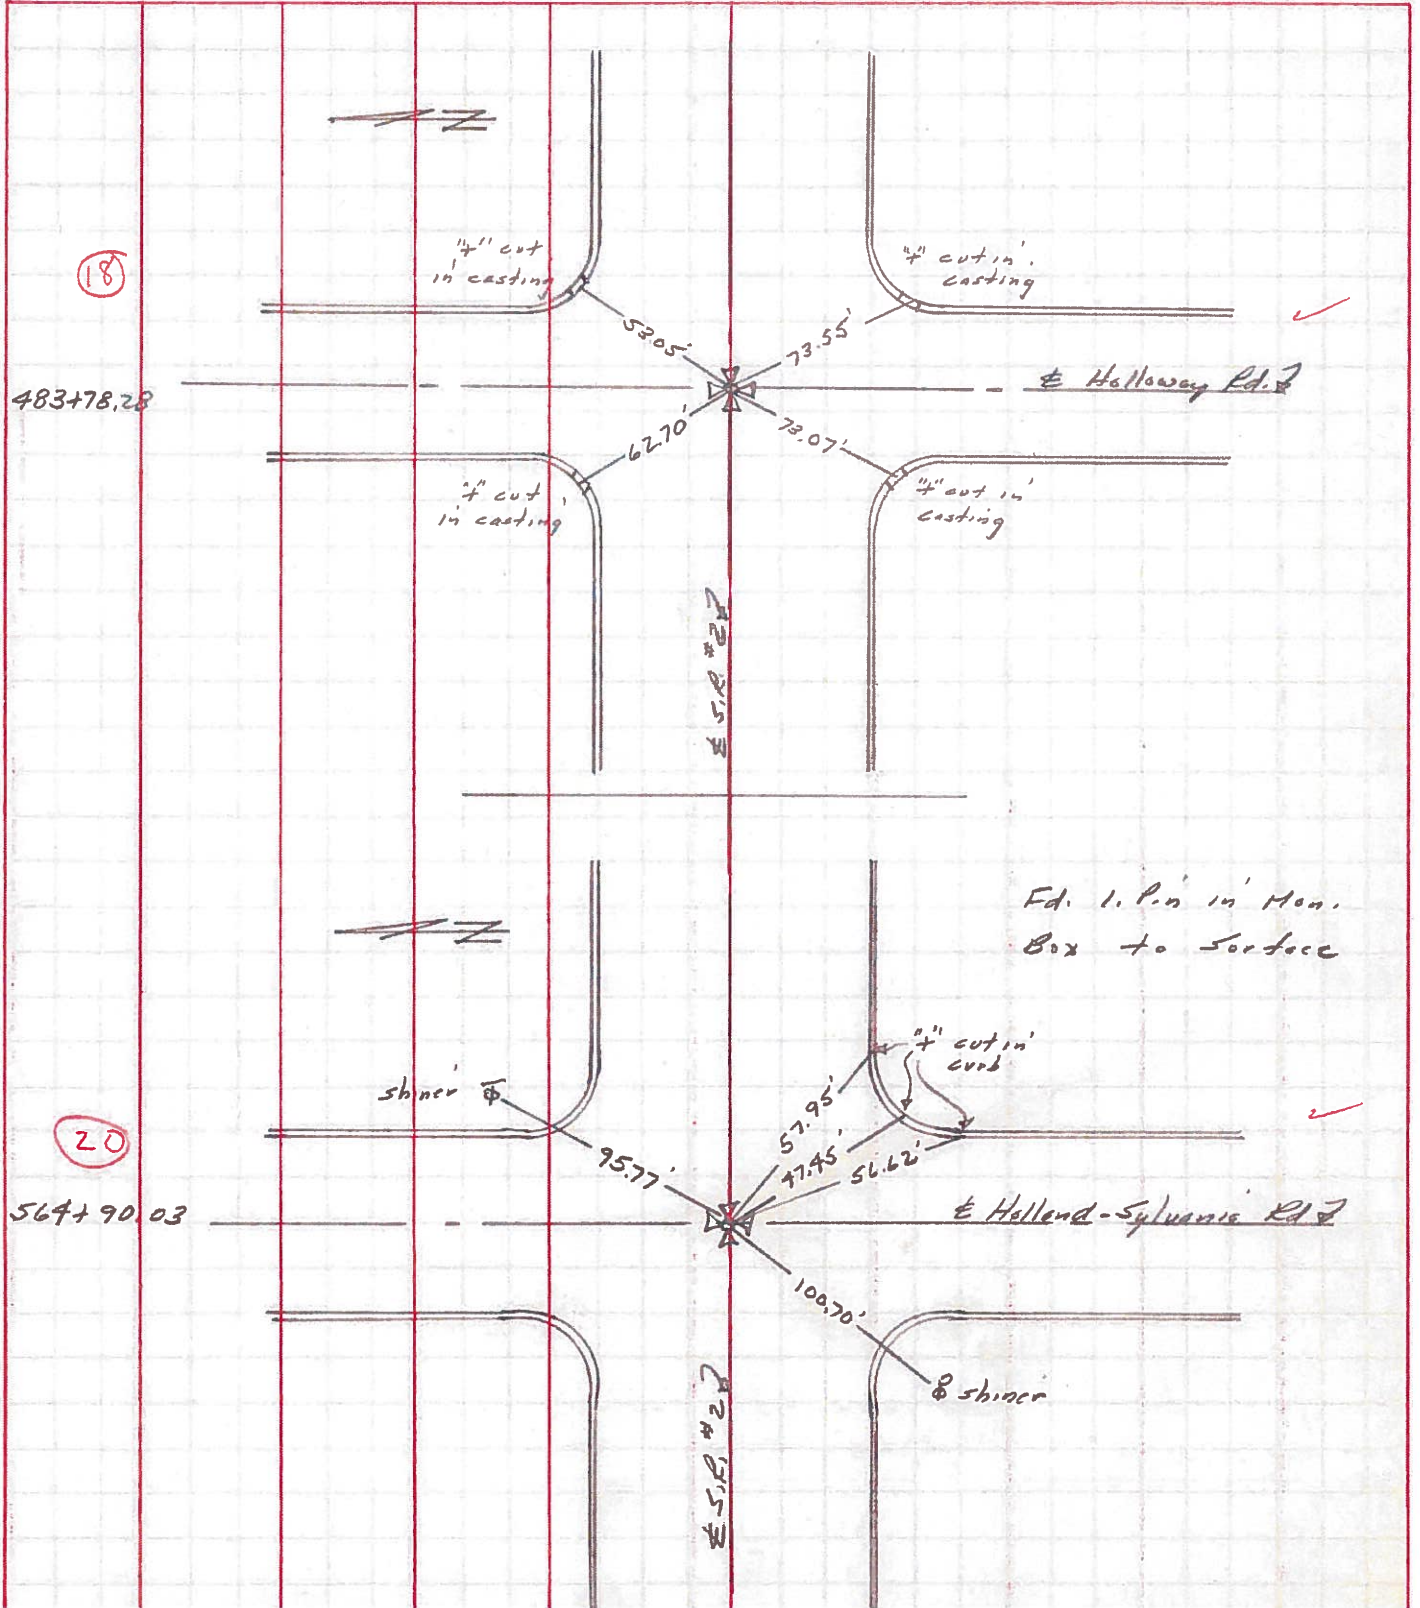 N
"+" cut
in casting
"+" cut in
casting
18
53.05'
73.55'
483+78.28
℄ Holloway Rd.
62.70'
73.07'
"+" cut
in casting
"+" cut in
casting
℄ S.R. #2
Fd. I. Pin in Mon.
Box to Surface
N
"+" cut in
curb
shiner
57.95'
47.45'
56.62'
20
95.77'
564+90.03
℄ Holland-Sylvania Rd
100.70'
shiner
℄ S.R. #2